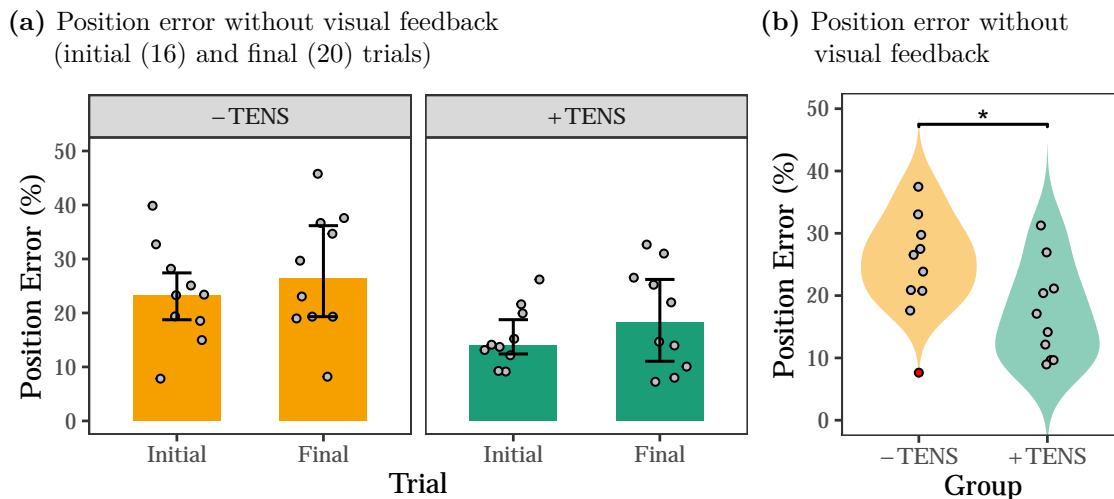 (a) Position error without visual feedback
(initial (16) and final (20) trials)
−TENS
+TENS
Position Error (%)
50
40
30
20
10
0
Initial
Final
Initial
Final
Trial
(b) Position error without
visual feedback
Position Error (%)
50
40
30
20
10
0
*
−TENS
+TENS
Group